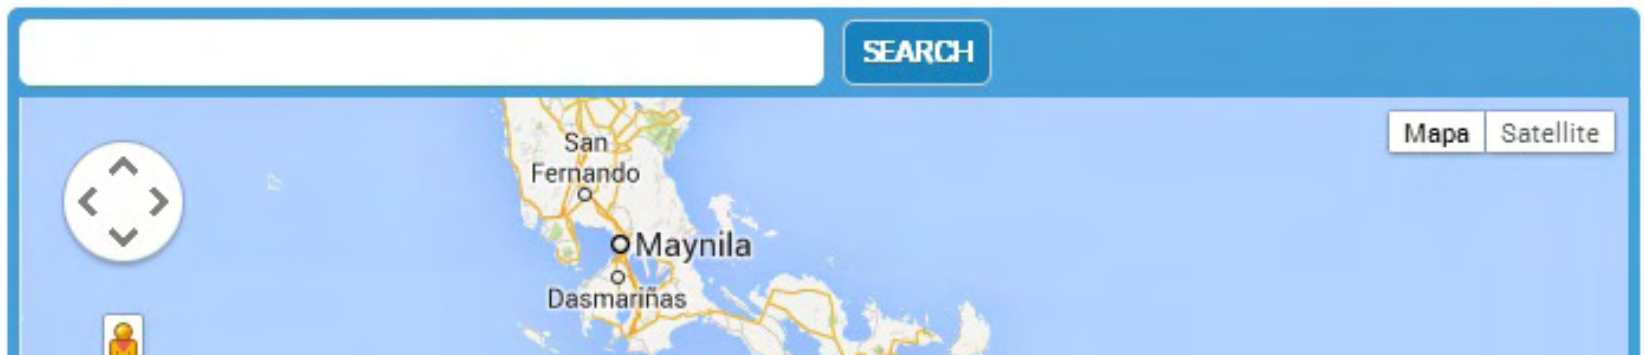 SEARCH
Mapa Satellite
San
Fernando
Maynila
Dasmariñas